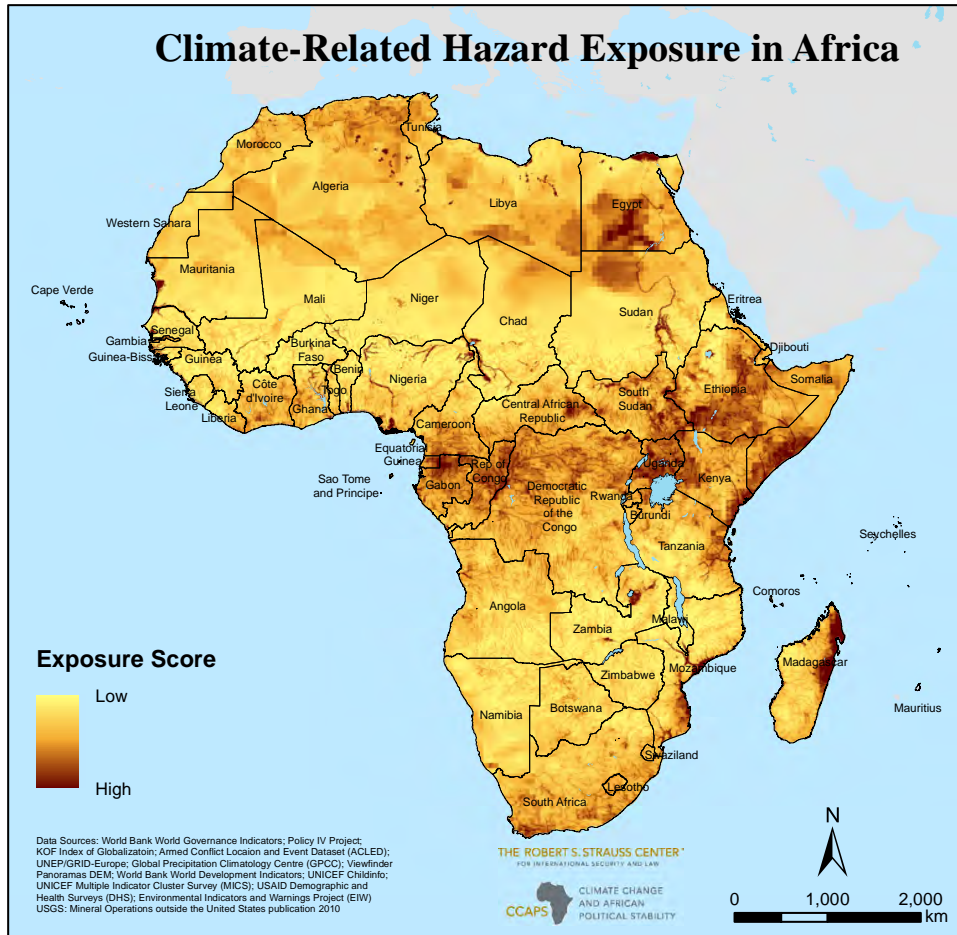 Climate-Related Hazard Exposure in Africa
Tunisia
Morocco
Algeria
Libya
Egypt
Western Sahara
Mauritania
Cape Verde
Mali
Niger
Chad
Sudan
Eritrea
Senegal
Gambia
Guinea-Biss
Guinea
Burkina
Faso
Benin
Nigeria
Djibouti
Somalia
Ethiopia
South
Sudan
Sierra
Leone
Liberia
Côte
d'Ivoire
Ghana
Togo
Central African
Republic
Cameroon
Equatorial
Guinea
Sao Tome
and Principe
Gabon
Rep of
Congo
Democratic
Republic
of the
Congo
Uganda
Kenya
Rwanda
Burundi
Tanzania
Seychelles
Comoros
Angola
Zambia
Malawi
Mozambique
Madagascar
Mauritius
Zimbabwe
Namibia
Botswana
Swaziland
Lesotho
South Africa
Exposure Score
Low
High
Data Sources: World Bank World Governance Indicators; Policy IV Project;
KOF Index of Globalizatoin; Armed Conflict Locaion and Event Dataset (ACLED);
UNEP/GRID-Europe; Global Precipitation Climatology Centre (GPCC); Viewfinder
Panoramas DEM; World Bank World Development Indicators; UNICEF Childinfo;
UNICEF Multiple Indicator Cluster Survey (MICS); USAID Demographic and
Health Surveys (DHS); Environmental Indicators and Warnings Project (EIW)
USGS: Mineral Operations outside the United States publication 2010
THE ROBERT S. STRAUSS CENTER
FOR INTERNATIONAL SECURITY AND LAW
CCAPS
CLIMATE CHANGE
AND AFRICAN
POLITICAL STABILITY
N
0 1,000 2,000
km